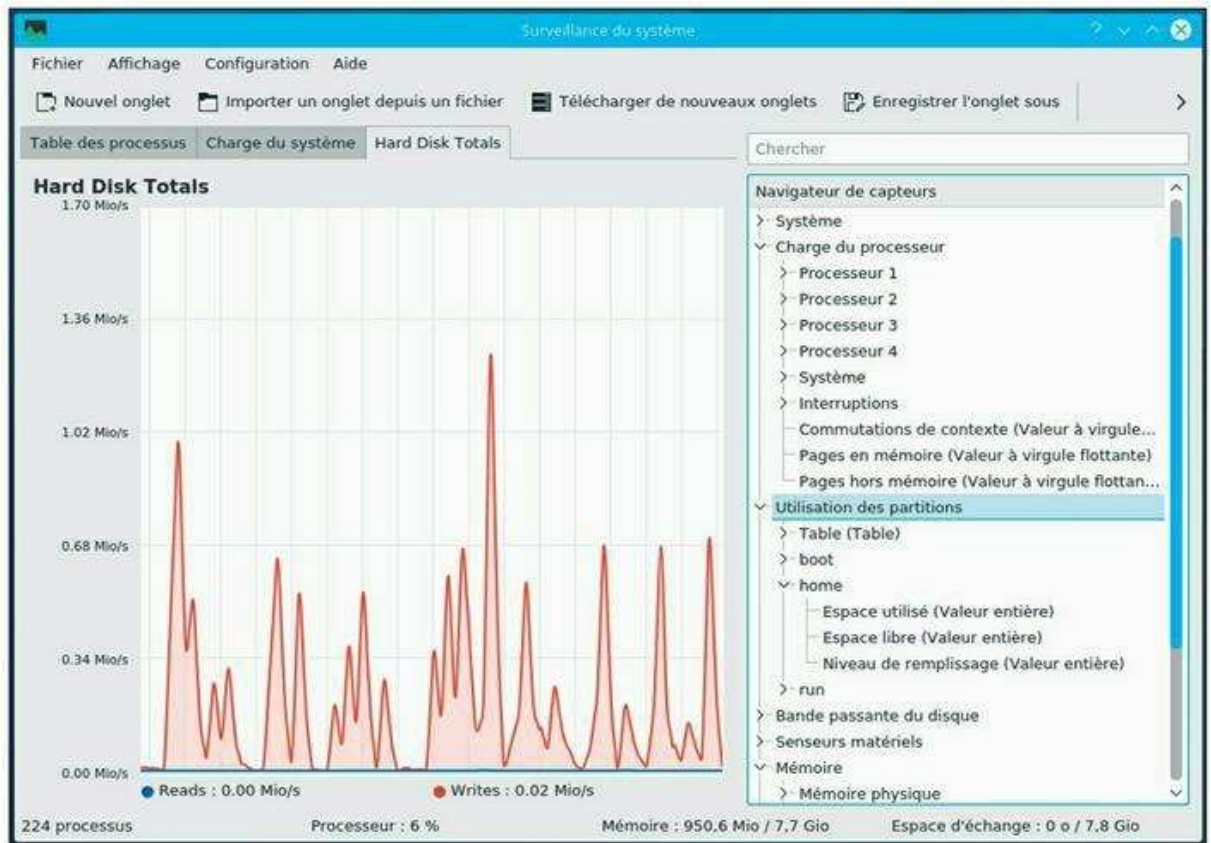 Surveillance du système
Fichier Affichage Configuration Aide
Nouvel onglet Importer un onglet depuis un fichier Télécharger de nouveaux onglets Enregistrer l'onglet sous
Table des processus Charge du système Hard Disk Totals
Chercher
Hard Disk Totals
1.70 Mio/s
1.36 Mio/s
1.02 Mio/s
0.68 Mio/s
0.34 Mio/s
0.00 Mio/s
Reads : 0.00 Mio/s Writes : 0.02 Mio/s
Navigateur de capteurs
Système
Charge du processeur
Processeur 1
Processeur 2
Processeur 3
Processeur 4
Système
Interruptions
Commutations de contexte (Valeur à virgule...
Pages en mémoire (Valeur à virgule flottante)
Pages hors mémoire (Valeur à virgule flottan...
Utilisation des partitions
Table (Table)
boot
home
Espace utilisé (Valeur entière)
Espace libre (Valeur entière)
Niveau de remplissage (Valeur entière)
run
Bande passante du disque
Senseurs matériels
Mémoire
Mémoire physique
224 processus Processeur : 6 % Mémoire : 950,6 Mio / 7,7 Gio Espace d'échange : 0 o / 7,8 Gio